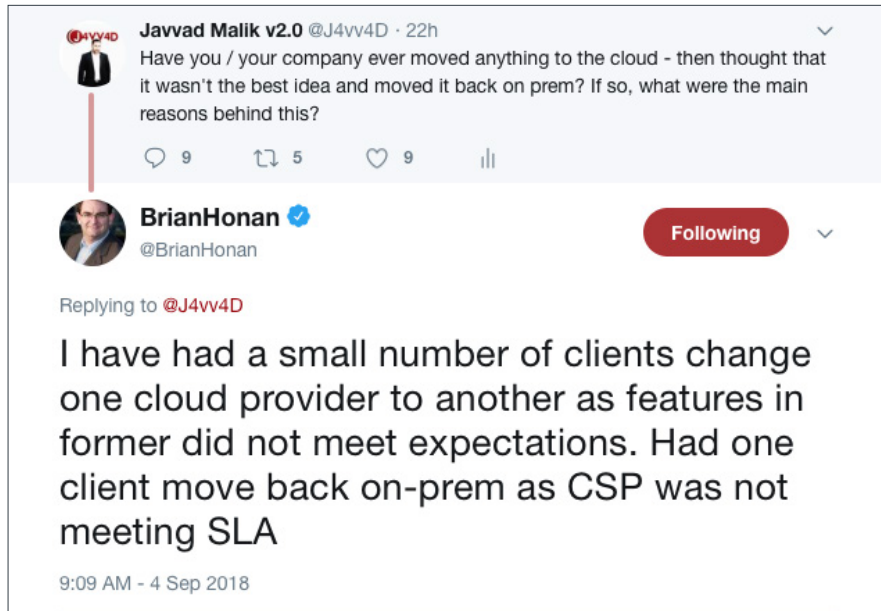 J4VV4D
Javvad Malik v2.0 @J4vv4D · 22h
Have you / your company ever moved anything to the cloud - then thought that
it wasn't the best idea and moved it back on prem? If so, what were the main
reasons behind this?
9 5 9
BrianHonan
@BrianHonan
Following
Replying to @J4vv4D
I have had a small number of clients change
one cloud provider to another as features in
former did not meet expectations. Had one
client move back on-prem as CSP was not
meeting SLA
9:09 AM - 4 Sep 2018